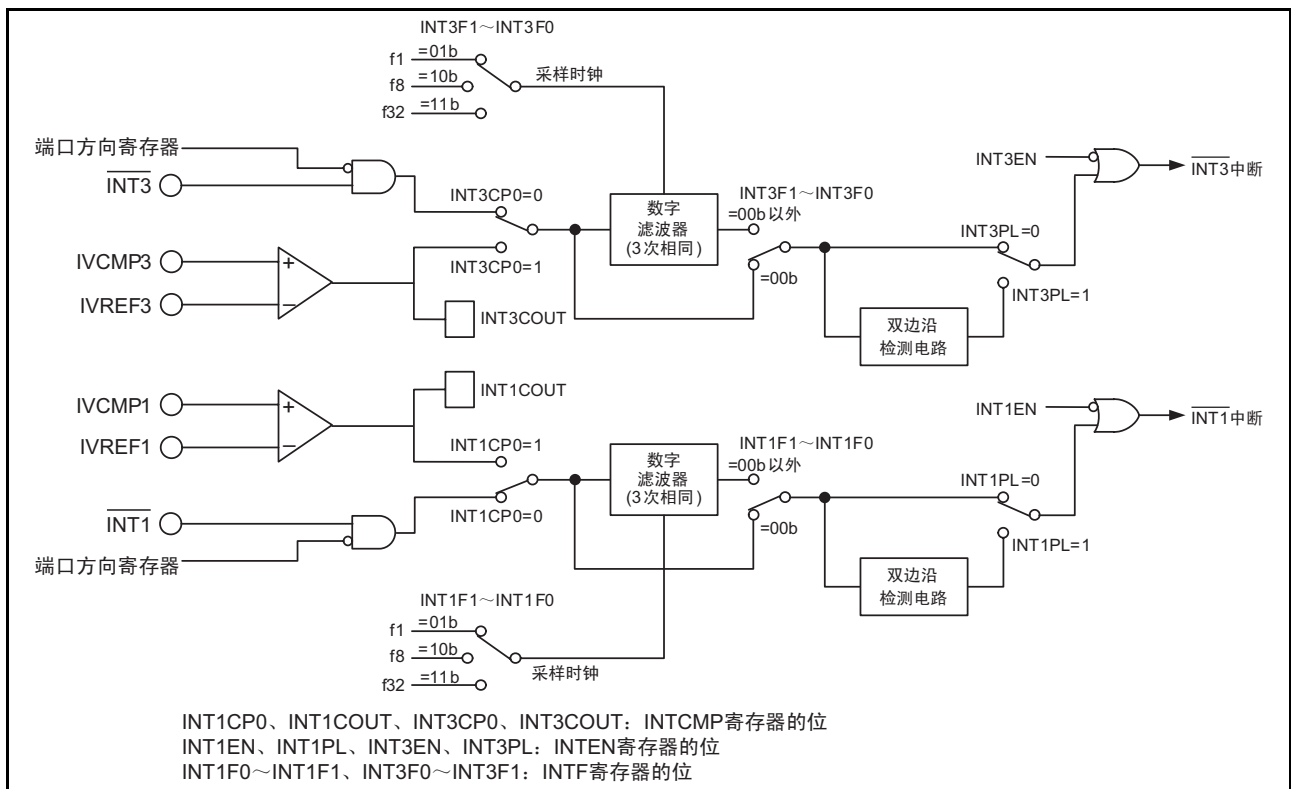 INT3F1～INT3F0
f1 =01b
f8 =10b
f32 =11b
采样时钟
端口方向寄存器
INT3
INT3CP0=0
INT3CP0=1
IVCMP3
+
IVREF3
−
INT3COUT
数字
滤波器
(3次相同)
INT3F1～INT3F0
=00b以外
=00b
INT3EN
INT3中断
INT3PL=0
INT3PL=1
双边沿
检测电路
IVCMP1
+
IVREF1
−
INT1COUT
INT1CP0=1
INT1CP0=0
INT1
端口方向寄存器
数字
滤波器
(3次相同)
INT1F1～INT1F0
=00b以外
=00b
INT1EN
INT1中断
INT1PL=0
INT1PL=1
双边沿
检测电路
INT1F1～INT1F0
f1 =01b
f8 =10b
f32 =11b
采样时钟
INT1CP0、INT1COUT、INT3CP0、INT3COUT：INTCMP寄存器的位
INT1EN、INT1PL、INT3EN、INT3PL：INTEN寄存器的位
INT1F0～INT1F1、INT3F0～INT3F1：INTF寄存器的位